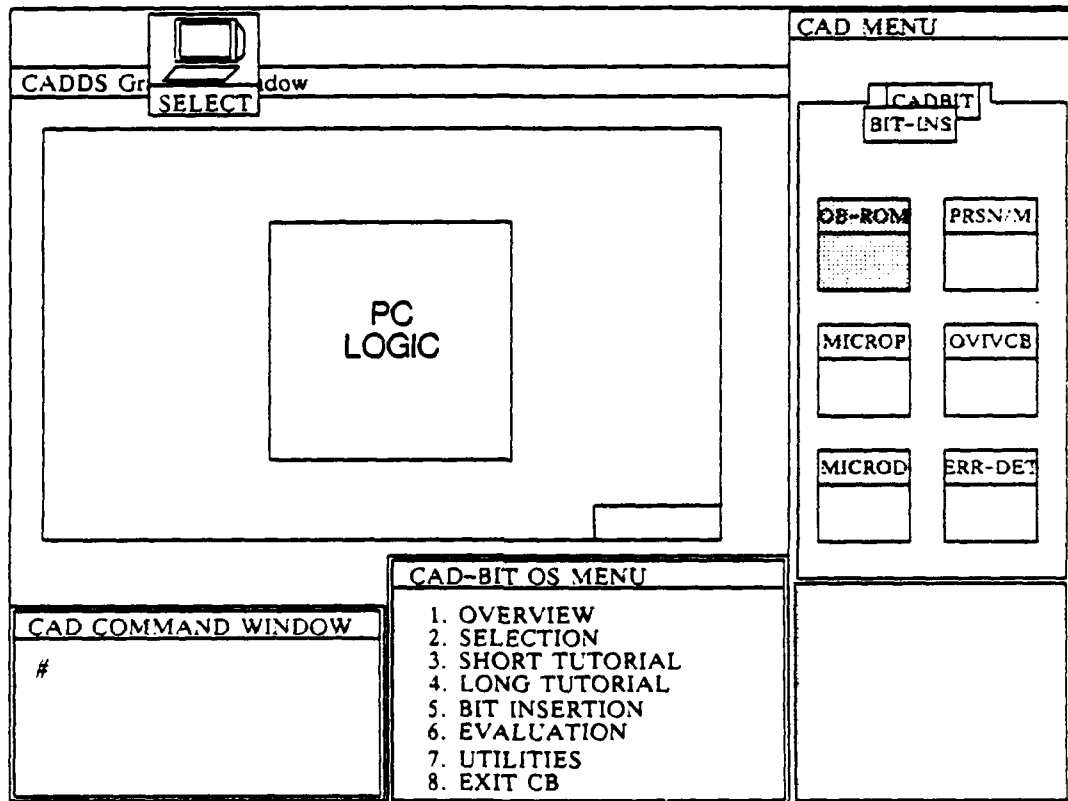 CAD MENU
CADDS Gr dow
SELECT
CADBIT
BIT-INS
OB-ROM PRSN/M
MICROP OVIVCB
MICROD ERR-DET
PC
LOGIC
CAD-BIT OS MENU
1. OVERVIEW
2. SELECTION
3. SHORT TUTORIAL
4. LONG TUTORIAL
5. BIT INSERTION
6. EVALUATION
7. UTILITIES
8. EXIT CB
CAD COMMAND WINDOW
#